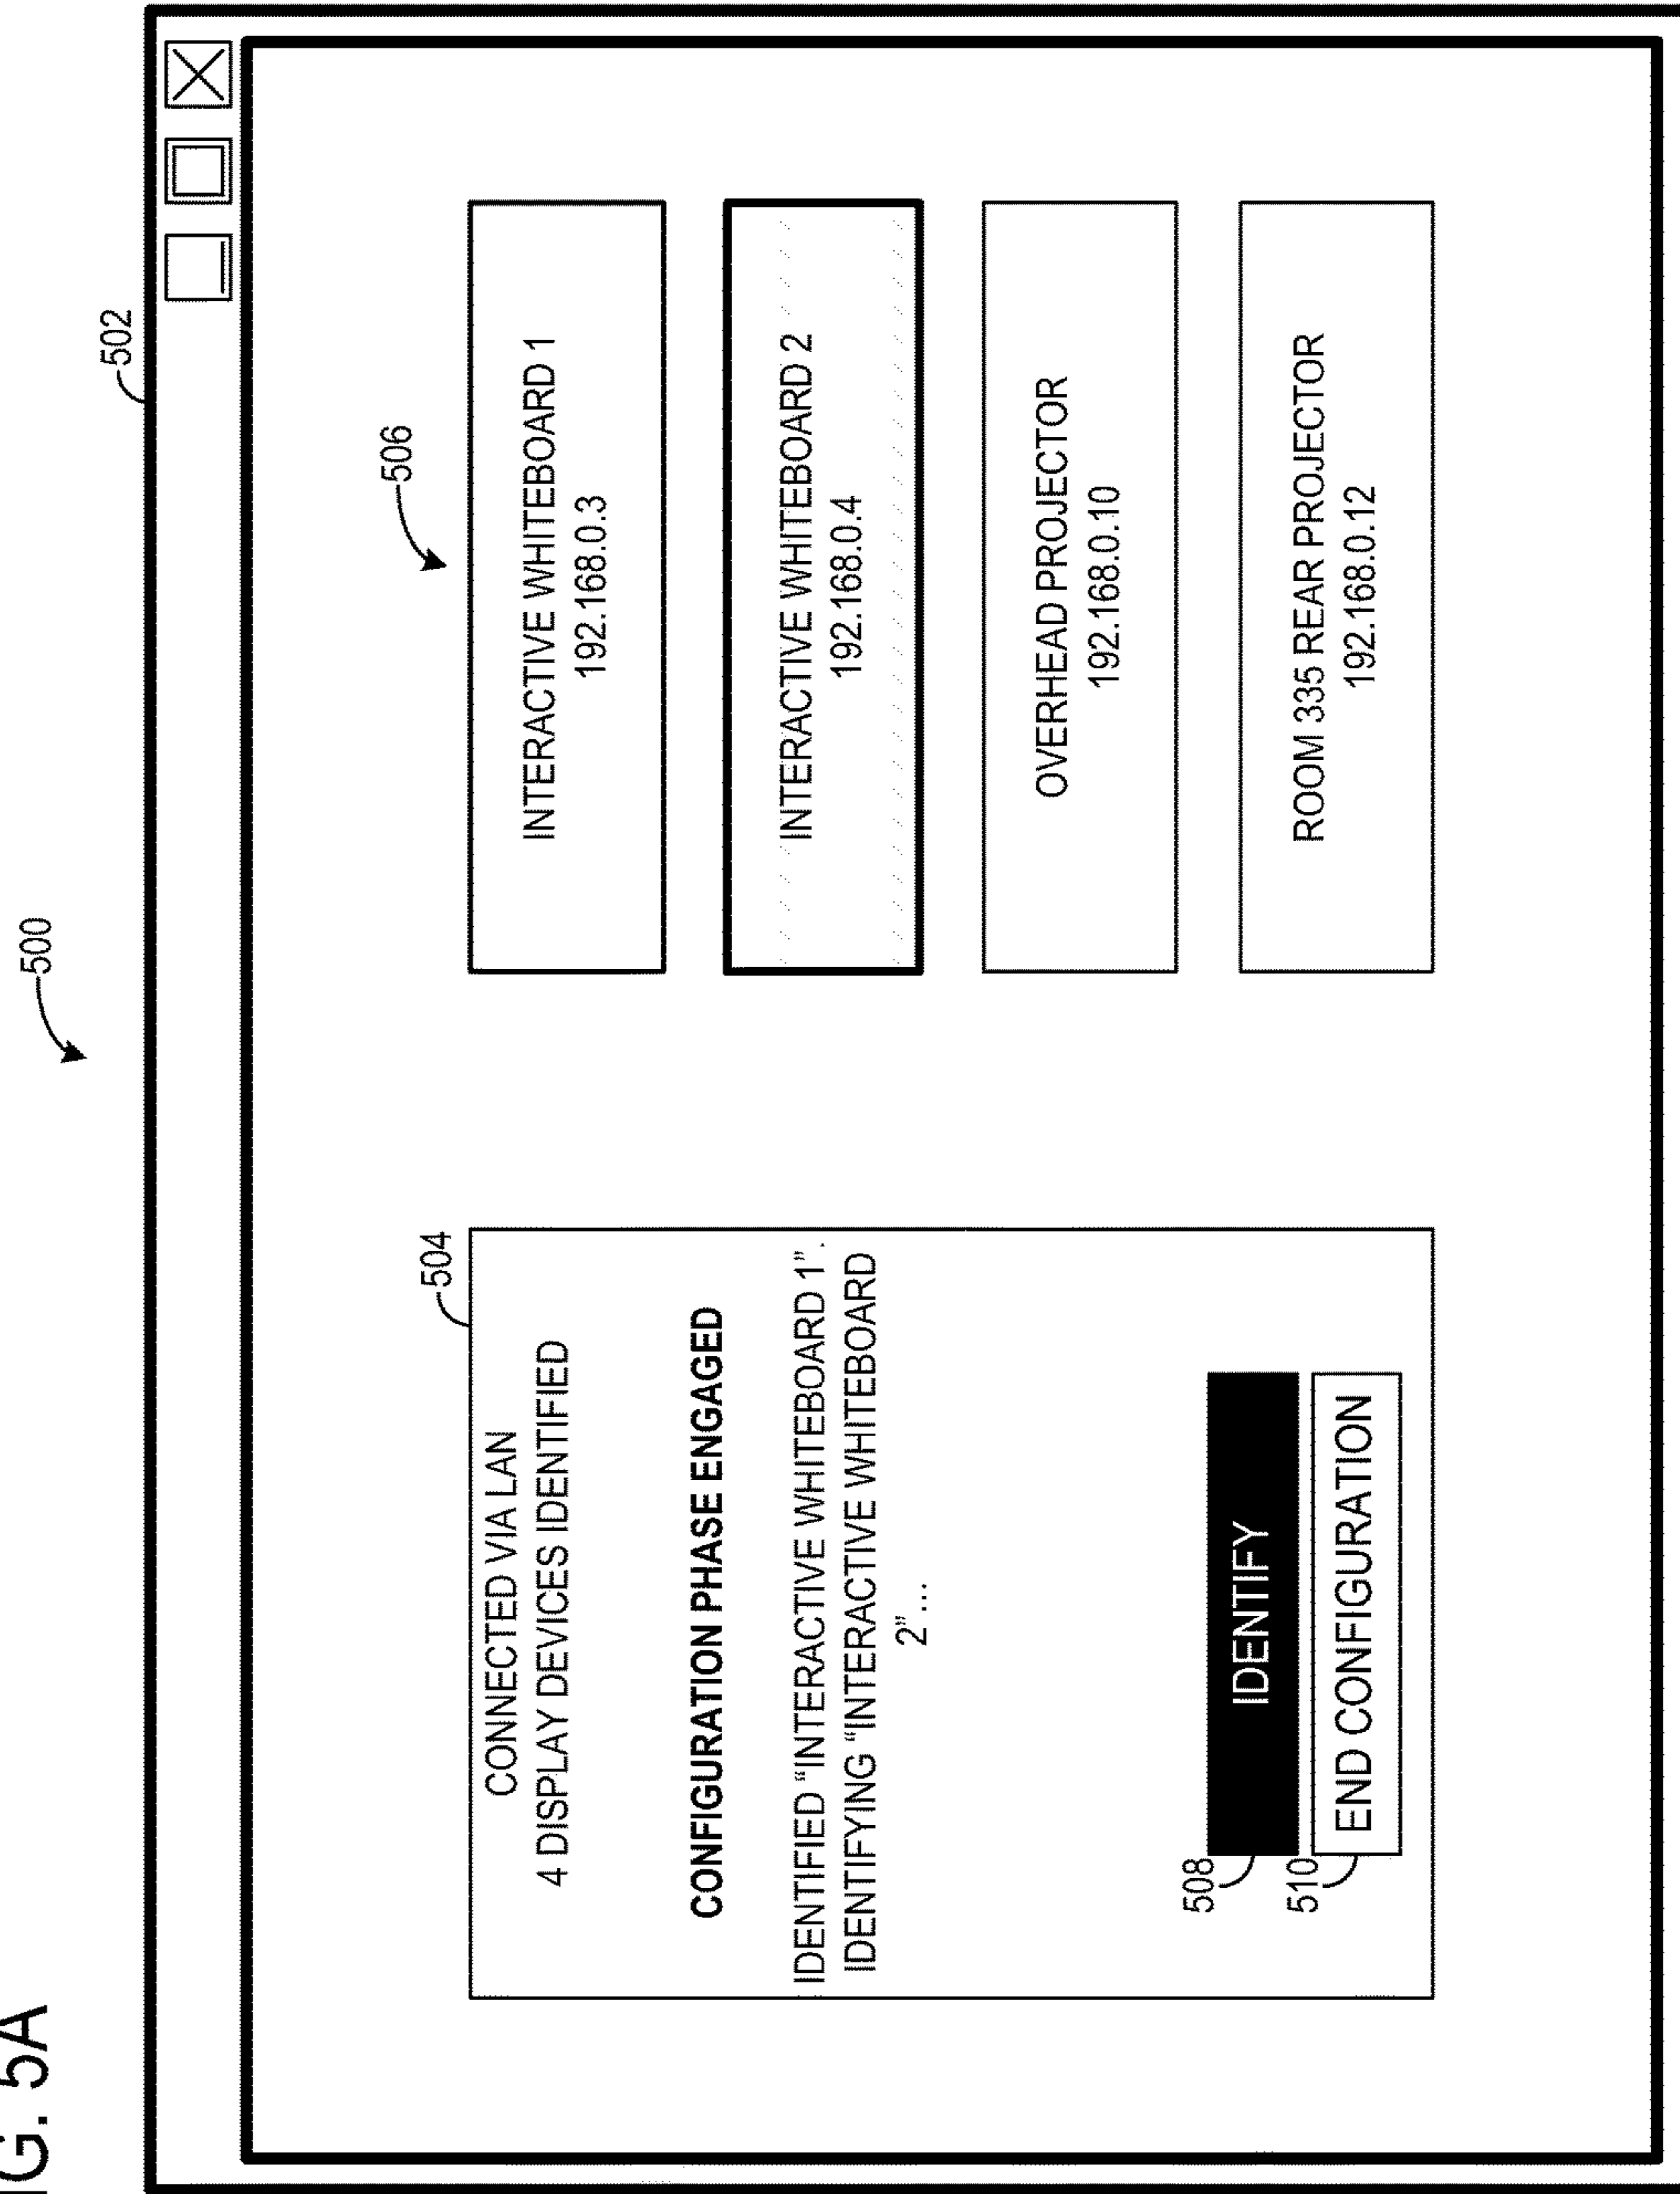 IG. 5A
500
502
504
CONNECTED VIA LAN
4 DISPLAY DEVICES IDENTIFIED
CONFIGURATION PHASE ENGAGED
IDENTIFIED “INTERACTIVE WHITEBOARD 1”.
IDENTIFYING “INTERACTIVE WHITEBOARD
2”...
508
IDENTIFY
510
END CONFIGURATION
506
INTERACTIVE WHITEBOARD 1
192.168.0.3
INTERACTIVE WHITEBOARD 2
192.168.0.4
OVERHEAD PROJECTOR
192.168.0.10
ROOM 335 REAR PROJECTOR
192.168.0.12